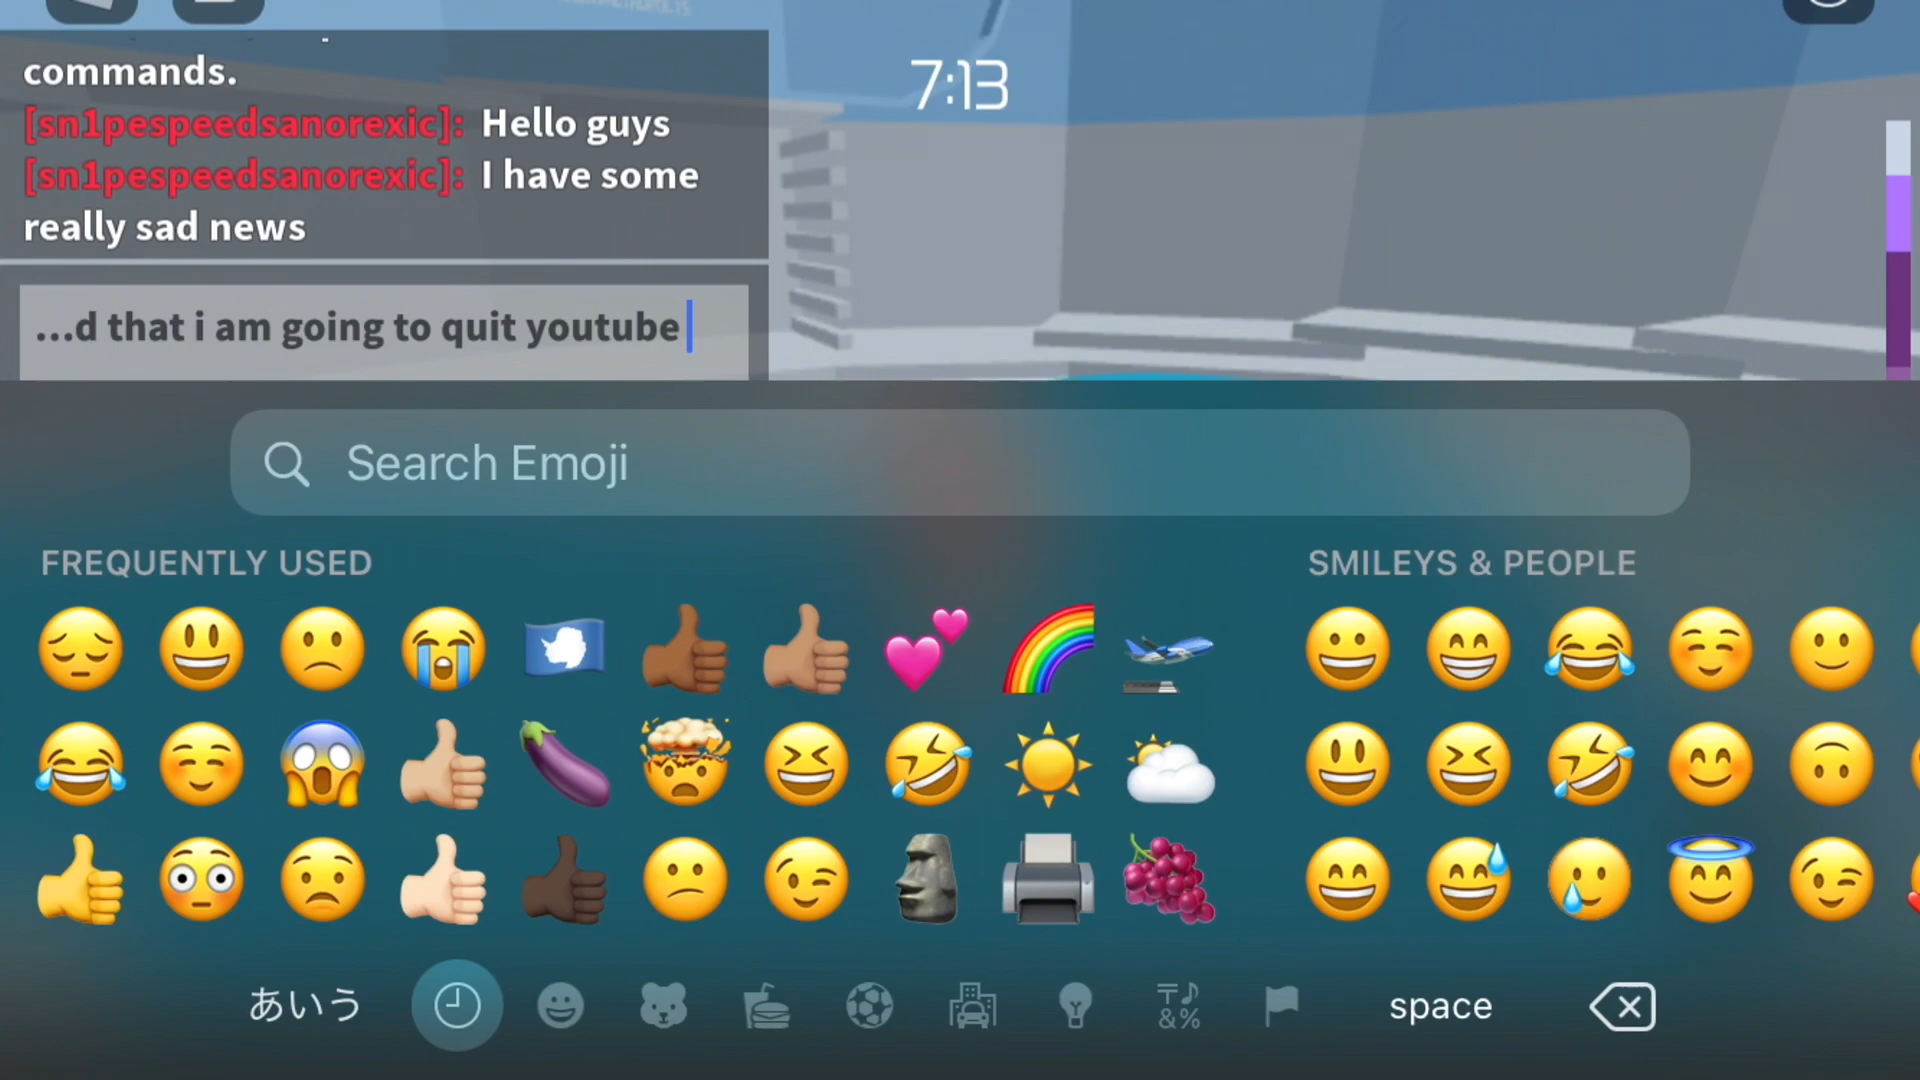 commands.
7:13
[sn1pespeedsanorexic]: Hello guys
[sn1pespeedsanorexic]: I have some
really sad news
...d that i am going to quit youtube
Search Emoji
FREQUENTLY USED
SMILEYS & PEOPLE
あいう
space